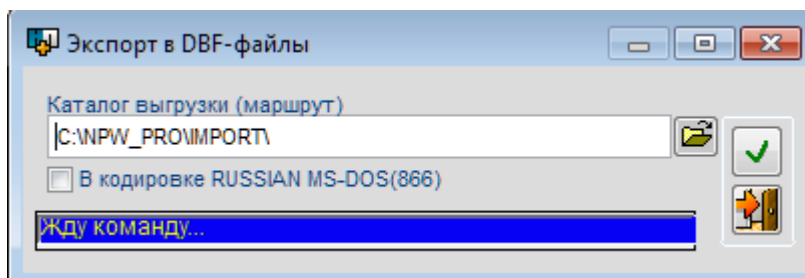 Экспорт в DBF-файлы
Каталог выгрузки (маршрут)
C:\NPW_PRO\IMPORT\
В кодировке RUSSIAN MS-DOS(866)
Жду команду...